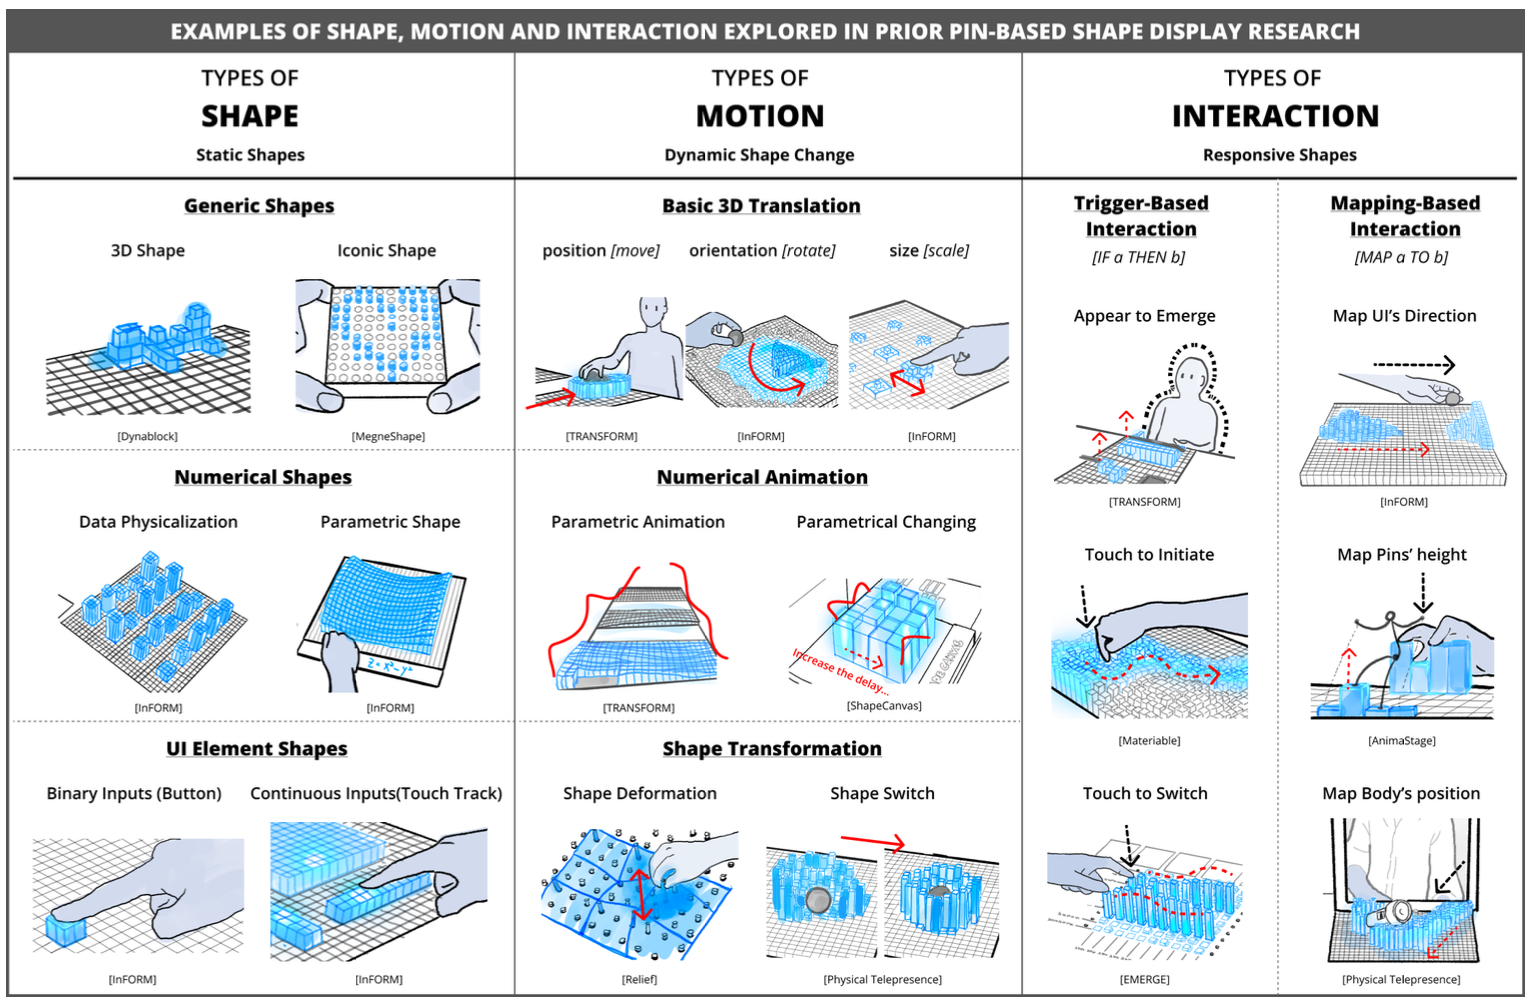 EXAMPLES OF SHAPE, MOTION AND INTERACTION EXPLORED IN PRIOR PIN-BASED SHAPE DISPLAY RESEARCH
TYPES OF
SHAPE
Static Shapes
Generic Shapes
3D Shape
Iconic Shape
[Dynablock]
[MegneShape]
Numerical Shapes
Data Physicalization
Parametric Shape
z = x² - y²
[InFORM]
[InFORM]
UI Element Shapes
Binary Inputs (Button)
Continuous Inputs(Touch Track)
[InFORM]
[InFORM]
TYPES OF
MOTION
Dynamic Shape Change
Basic 3D Translation
position [move]
orientation [rotate]
size [scale]
[TRANSFORM]
[InFORM]
[InFORM]
Numerical Animation
Parametric Animation
Parametrical Changing
Increase the delay...
[TRANSFORM]
[ShapeCanvas]
Shape Transformation
Shape Deformation
Shape Switch
[Relief]
[Physical Telepresence]
TYPES OF
INTERACTION
Responsive Shapes
Trigger-Based
Interaction
[IF a THEN b]
Appear to Emerge
[TRANSFORM]
Touch to Initiate
[Materiable]
Touch to Switch
[EMERGE]
Mapping-Based
Interaction
[MAP a TO b]
Map UI's Direction
[InFORM]
Map Pins' height
[AnimaStage]
Map Body's position
[Physical Telepresence]